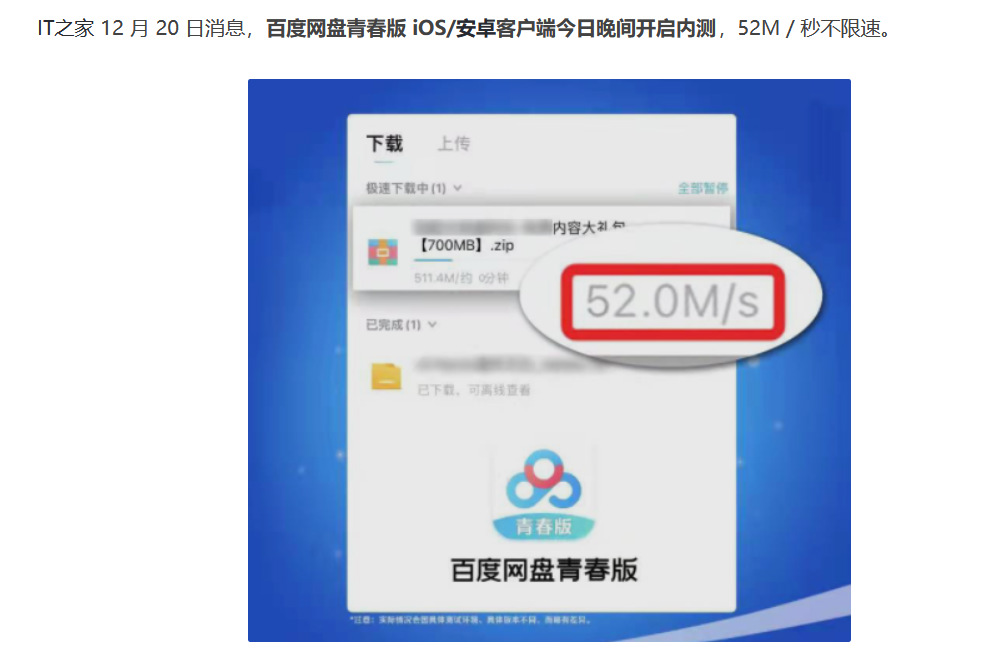 IT之家 12 月 20 日消息，百度网盘青春版 iOS/安卓客户端今日晚间开启内测，52M / 秒不限速。
下载 上传
极速下载中(1) 全部暂停
内容大礼包
【700MB】.zip
511.4M/约 0分钟
52.0M/s
已完成(1)
已下载，可离线查看
青春版
百度网盘青春版